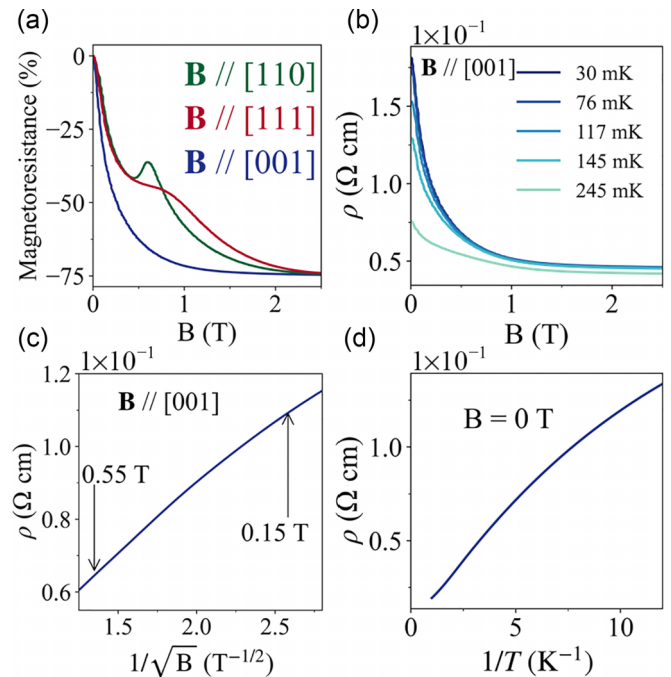 (a)
Magnetoresistance (%)
0
−25
−50
−75
B // [110]
B // [111]
B // [001]
0
1
2
B (T)
(b)
1×10⁻¹
ρ (Ω cm)
1.5
1.0
0.5
B // [001]
30 mK
76 mK
117 mK
145 mK
245 mK
0
1
2
B (T)
(c)
1×10⁻¹
ρ (Ω cm)
1.2
1.0
0.8
0.6
B // [001]
0.55 T
0.15 T
1.5
2.0
2.5
1/√B (T⁻¹/²)
(d)
1×10⁻¹
ρ (Ω cm)
1.0
0.5
B = 0 T
0
5
10
1/T (K⁻¹)